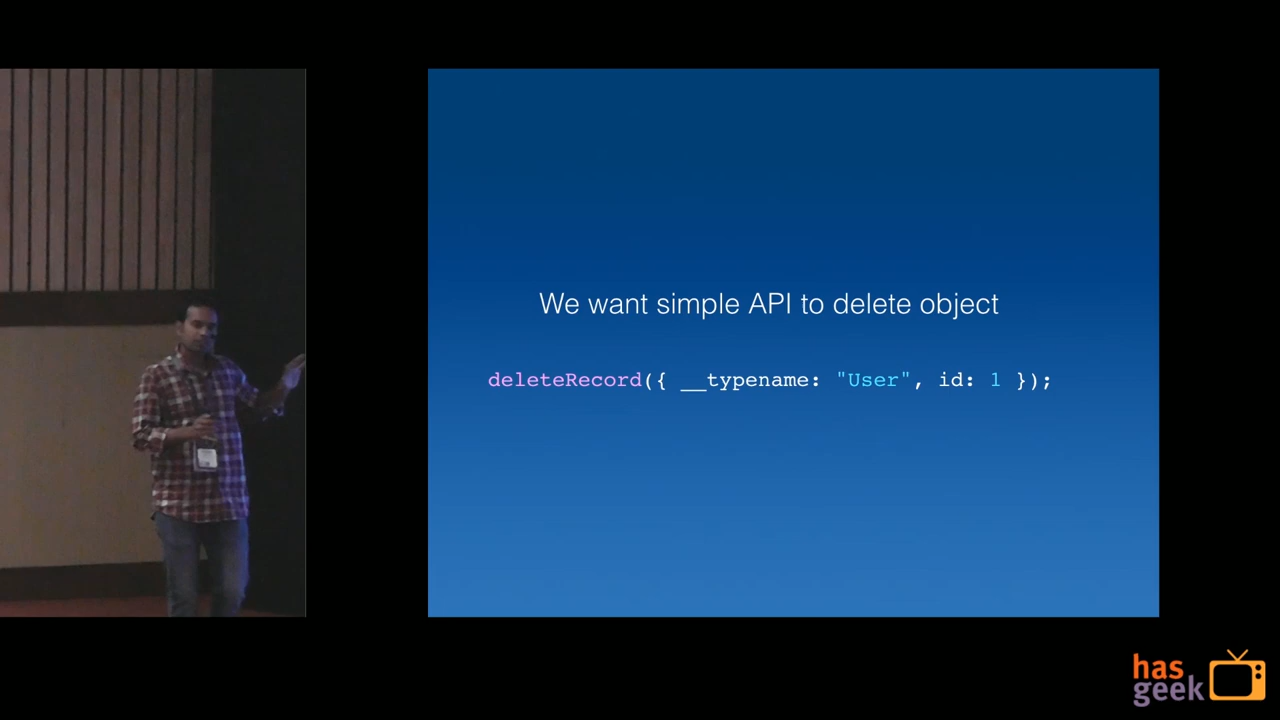 We want simple API to delete object
deleteRecord({ __typename: "User", id: 1 });
has
geek